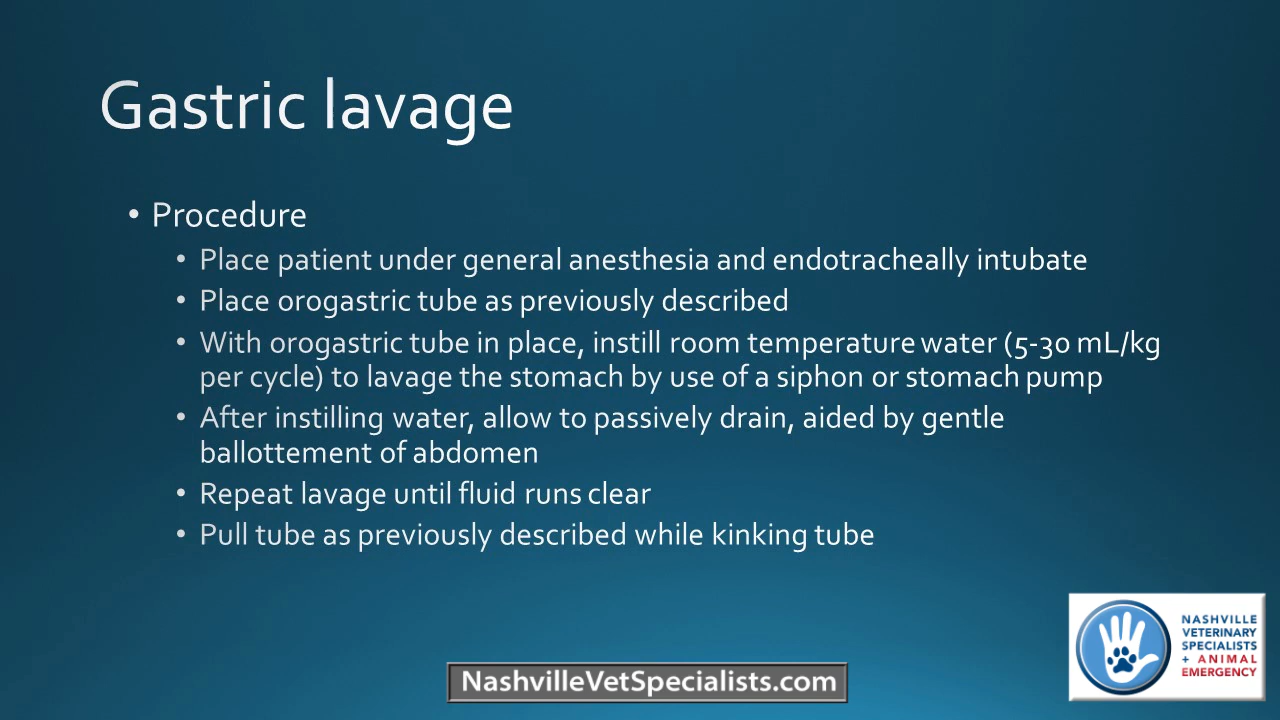 Gastric lavage
• Procedure
• Place patient under general anesthesia and endotracheally intubate
• Place orogastric tube as previously described
• With orogastric tube in place, instill room temperature water (5-30 mL/kg
per cycle) to lavage the stomach by use of a siphon or stomach pump
• After instilling water, allow to passively drain, aided by gentle
ballottement of abdomen
• Repeat lavage until fluid runs clear
• Pull tube as previously described while kinking tube
NASHVILLE
VETERINARY
SPECIALISTS
+ ANIMAL
EMERGENCY
NashvilleVetSpecialists.com